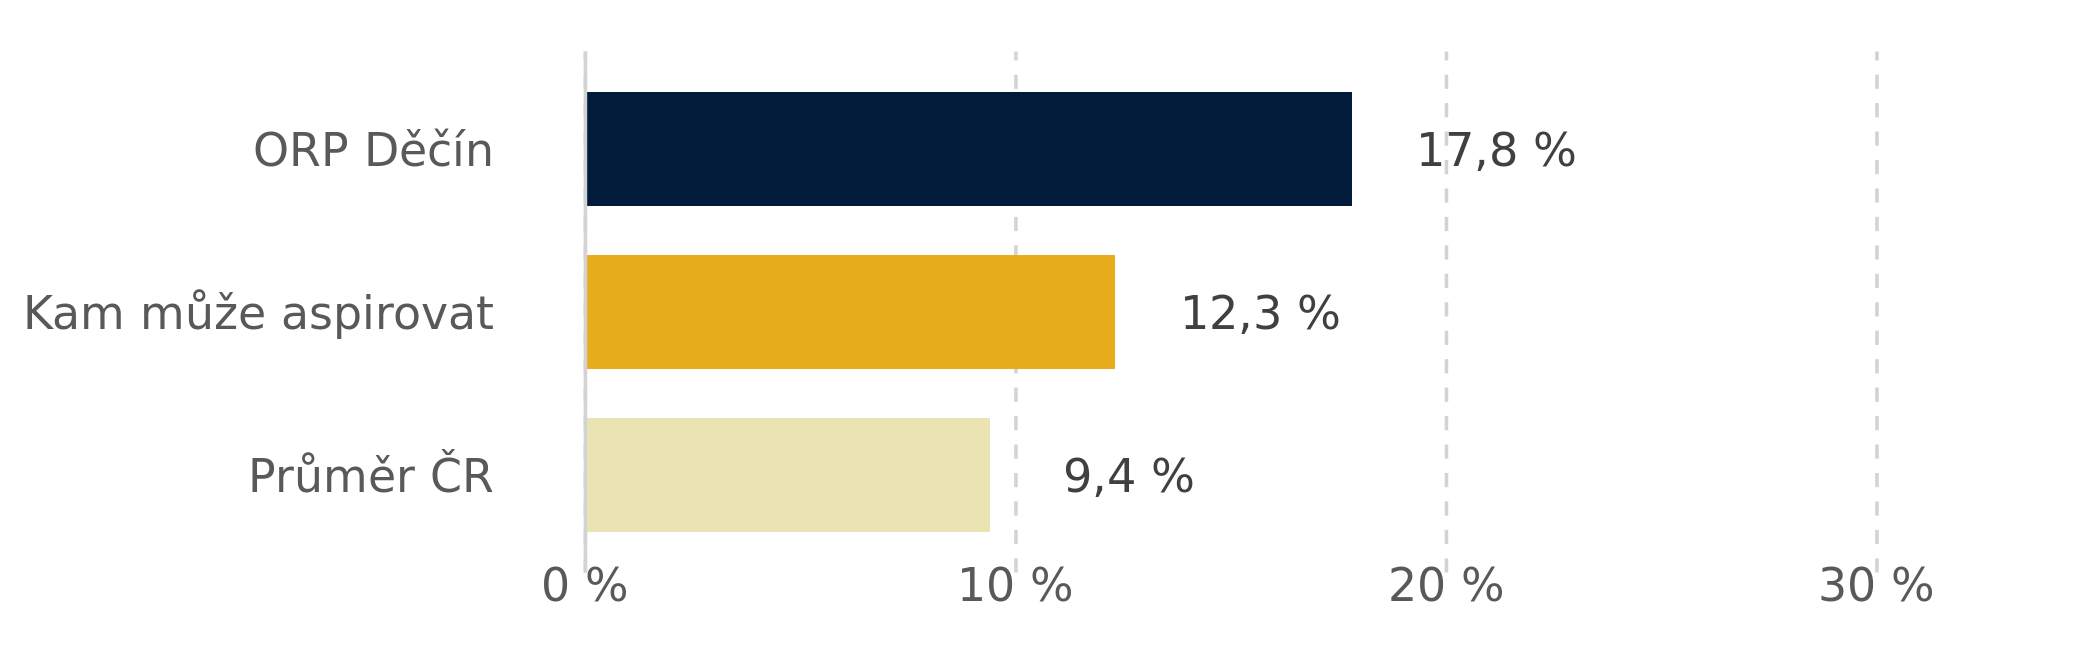 ORP Děčín
17,8 %
Kam může aspirovat
12,3 %
Průměr ČR
9,4 %
0 %
10 %
20 %
30 %